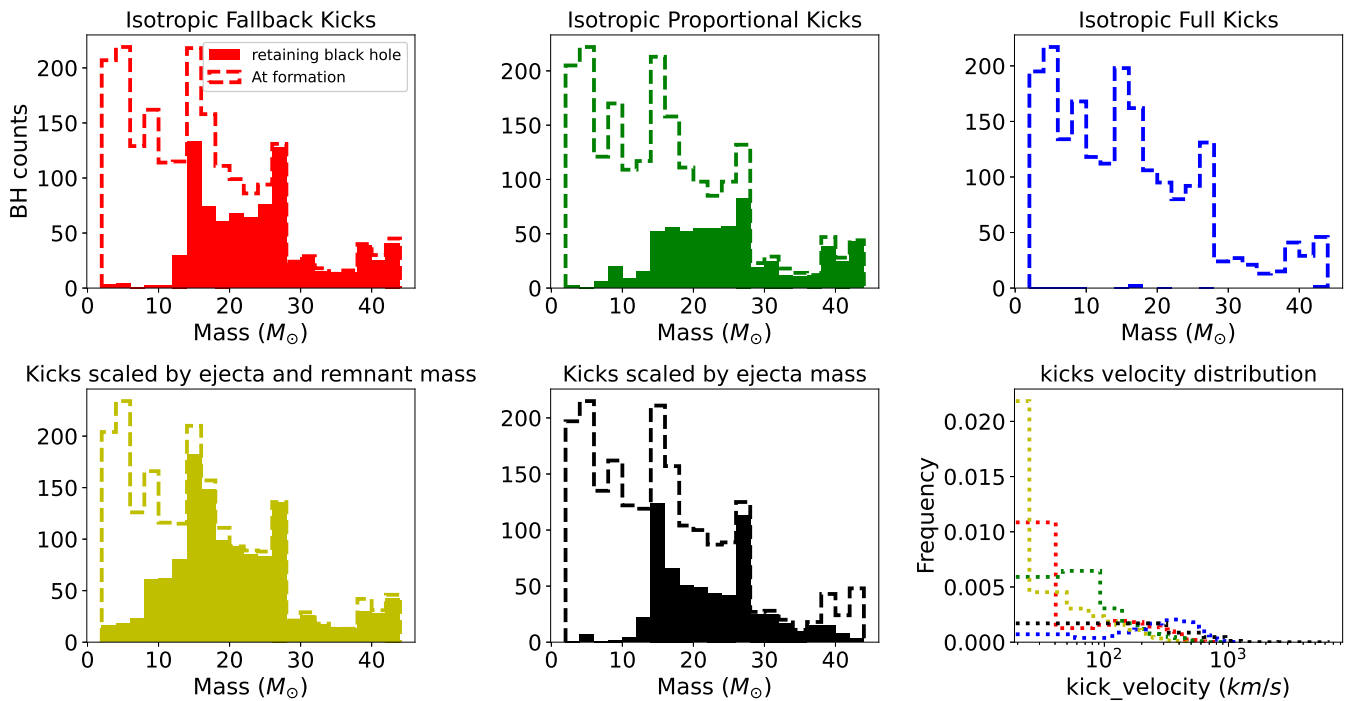 Isotropic Fallback Kicks
Isotropic Proportional Kicks
Isotropic Full Kicks
BH counts
200
150
100
50
0
retaining black hole
At formation
0 10 20 30 40
Mass (M⊙)
200
150
100
50
0
0 10 20 30 40
Mass (M⊙)
200
150
100
50
0
0 10 20 30 40
Mass (M⊙)
Kicks scaled by ejecta and remnant mass
Kicks scaled by ejecta mass
kicks velocity distribution
200
150
100
50
0
0 10 20 30 40
Mass (M⊙)
200
150
100
50
0
0 10 20 30 40
Mass (M⊙)
Frequency
0.020
0.015
0.010
0.005
0.000
10² 10³
kick_velocity (km/s)